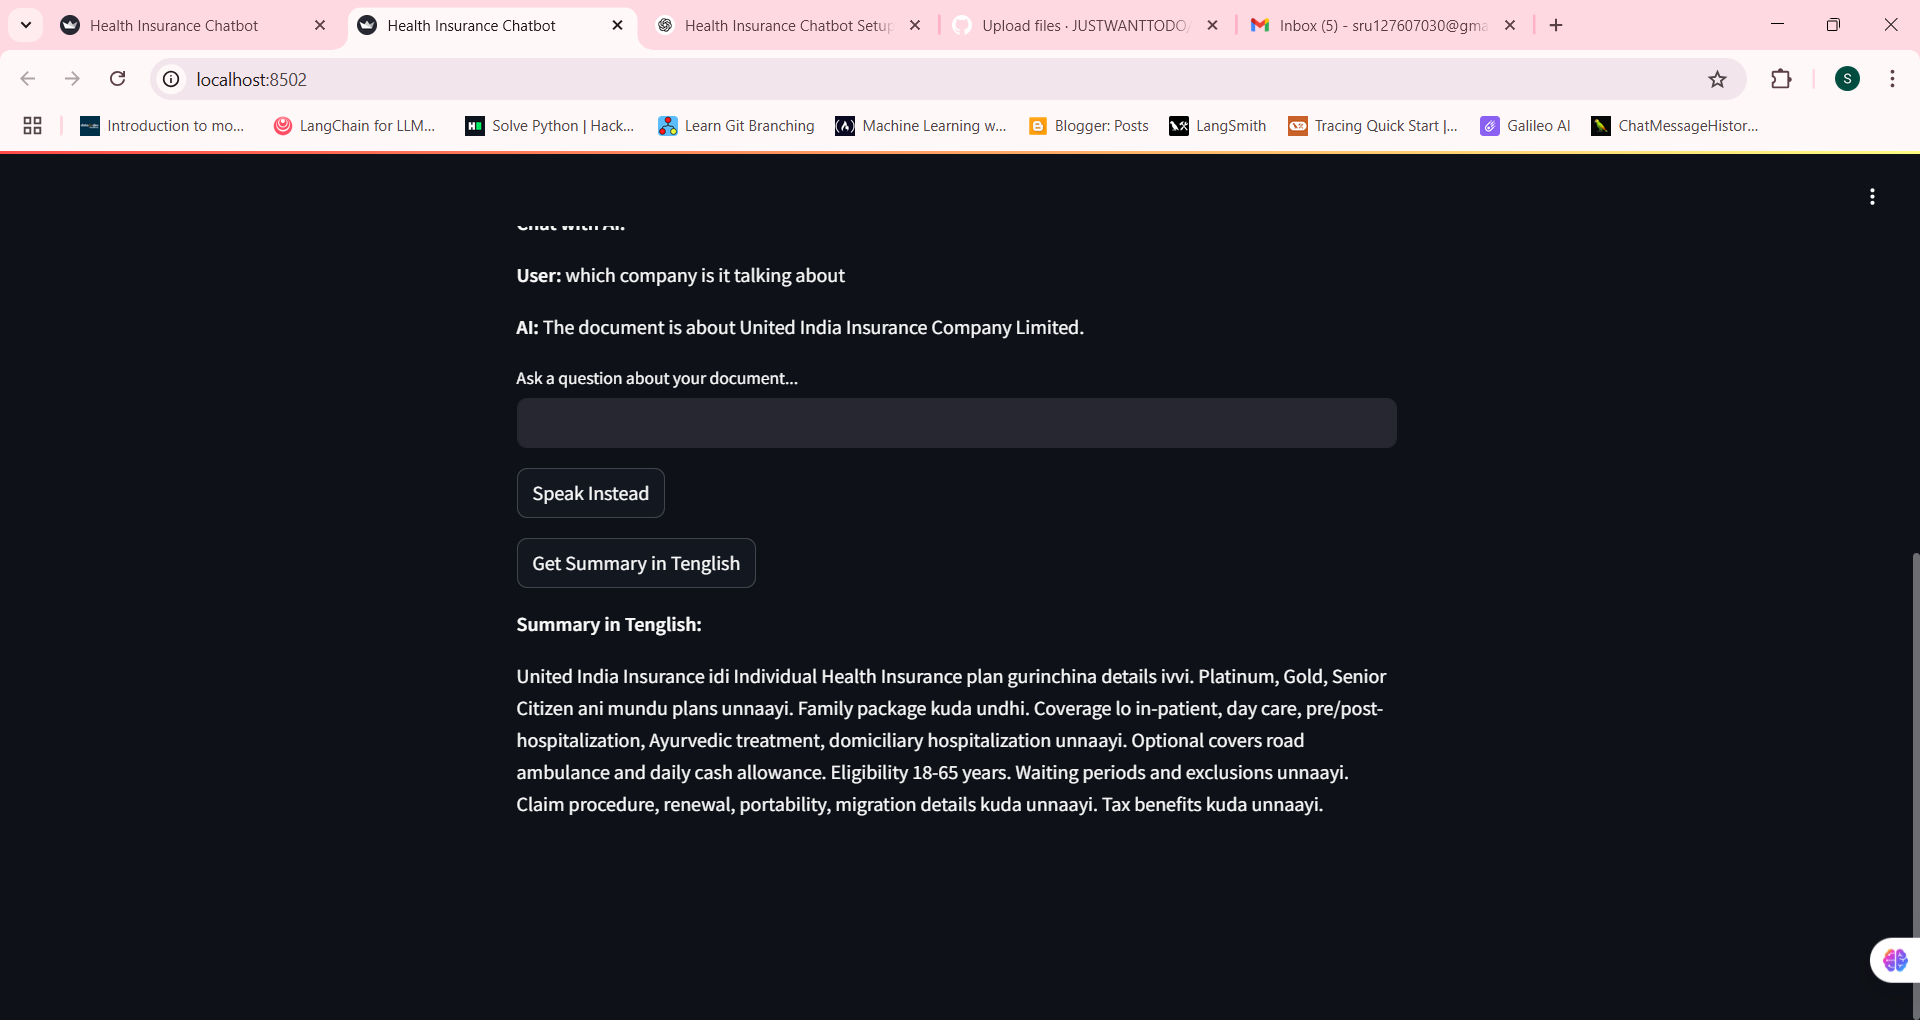 Health Insurance Chatbot
Health Insurance Chatbot
Health Insurance Chatbot Setup
Upload files · JUSTWANTTODO/
Inbox (5) - sru127607030@gma
localhost:8502
S
Introduction to mo...
LangChain for LLM...
Solve Python | Hack...
Learn Git Branching
Machine Learning w...
Blogger: Posts
LangSmith
Tracing Quick Start |...
Galileo AI
ChatMessageHistor...
Chat with AI:
User: which company is it talking about
AI: The document is about United India Insurance Company Limited.
Ask a question about your document...
Speak Instead
Get Summary in Tenglish
Summary in Tenglish:
United India Insurance idi Individual Health Insurance plan gurinchina details ivvi. Platinum, Gold, Senior
Citizen ani mundu plans unnaayi. Family package kuda undhi. Coverage lo in-patient, day care, pre/post-
hospitalization, Ayurvedic treatment, domiciliary hospitalization unnaayi. Optional covers road
ambulance and daily cash allowance. Eligibility 18-65 years. Waiting periods and exclusions unnaayi.
Claim procedure, renewal, portability, migration details kuda unnaayi. Tax benefits kuda unnaayi.